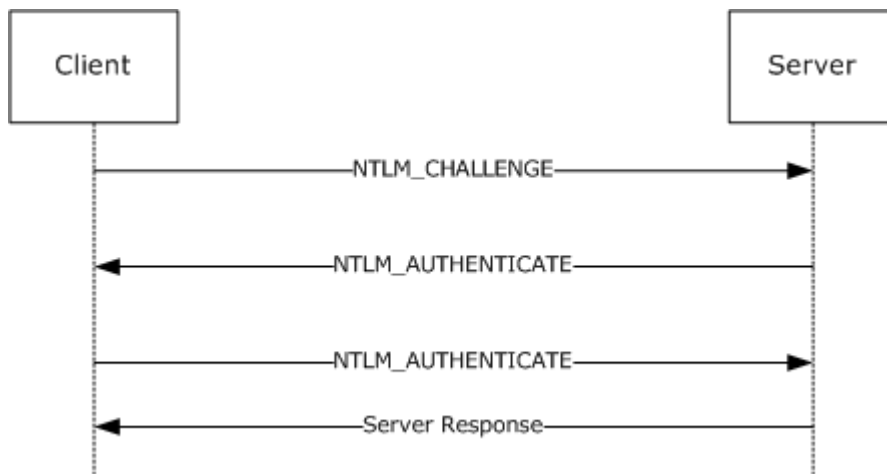 Client
Server
NTLM_CHALLENGE
NTLM_AUTHENTICATE
NTLM_AUTHENTICATE
Server Response